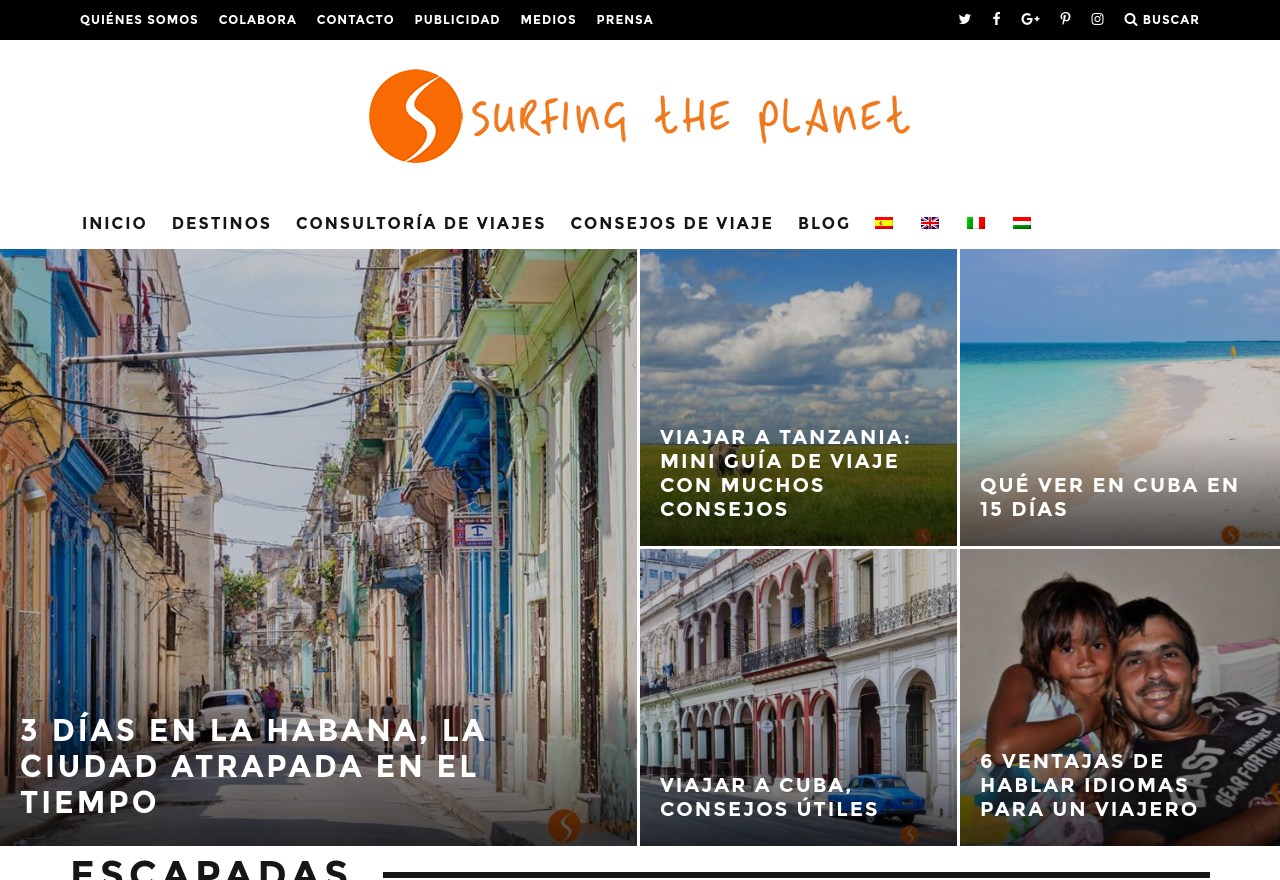 QUIÉNES SOMOS COLABORA CONTACTO PUBLICIDAD MEDIOS PRENSA BUSCAR
SURFING THE PLANET
INICIO DESTINOS CONSULTORÍA DE VIAJES CONSEJOS DE VIAJE BLOG
3 DÍAS EN LA HABANA, LA
CIUDAD ATRAPADA EN EL
TIEMPO
VIAJAR A TANZANIA:
MINI GUÍA DE VIAJE
CON MUCHOS
CONSEJOS
QUÉ VER EN CUBA EN
15 DÍAS
VIAJAR A CUBA,
CONSEJOS ÚTILES
6 VENTAJAS DE
HABLAR IDIOMAS
PARA UN VIAJERO
ESCAPADAS